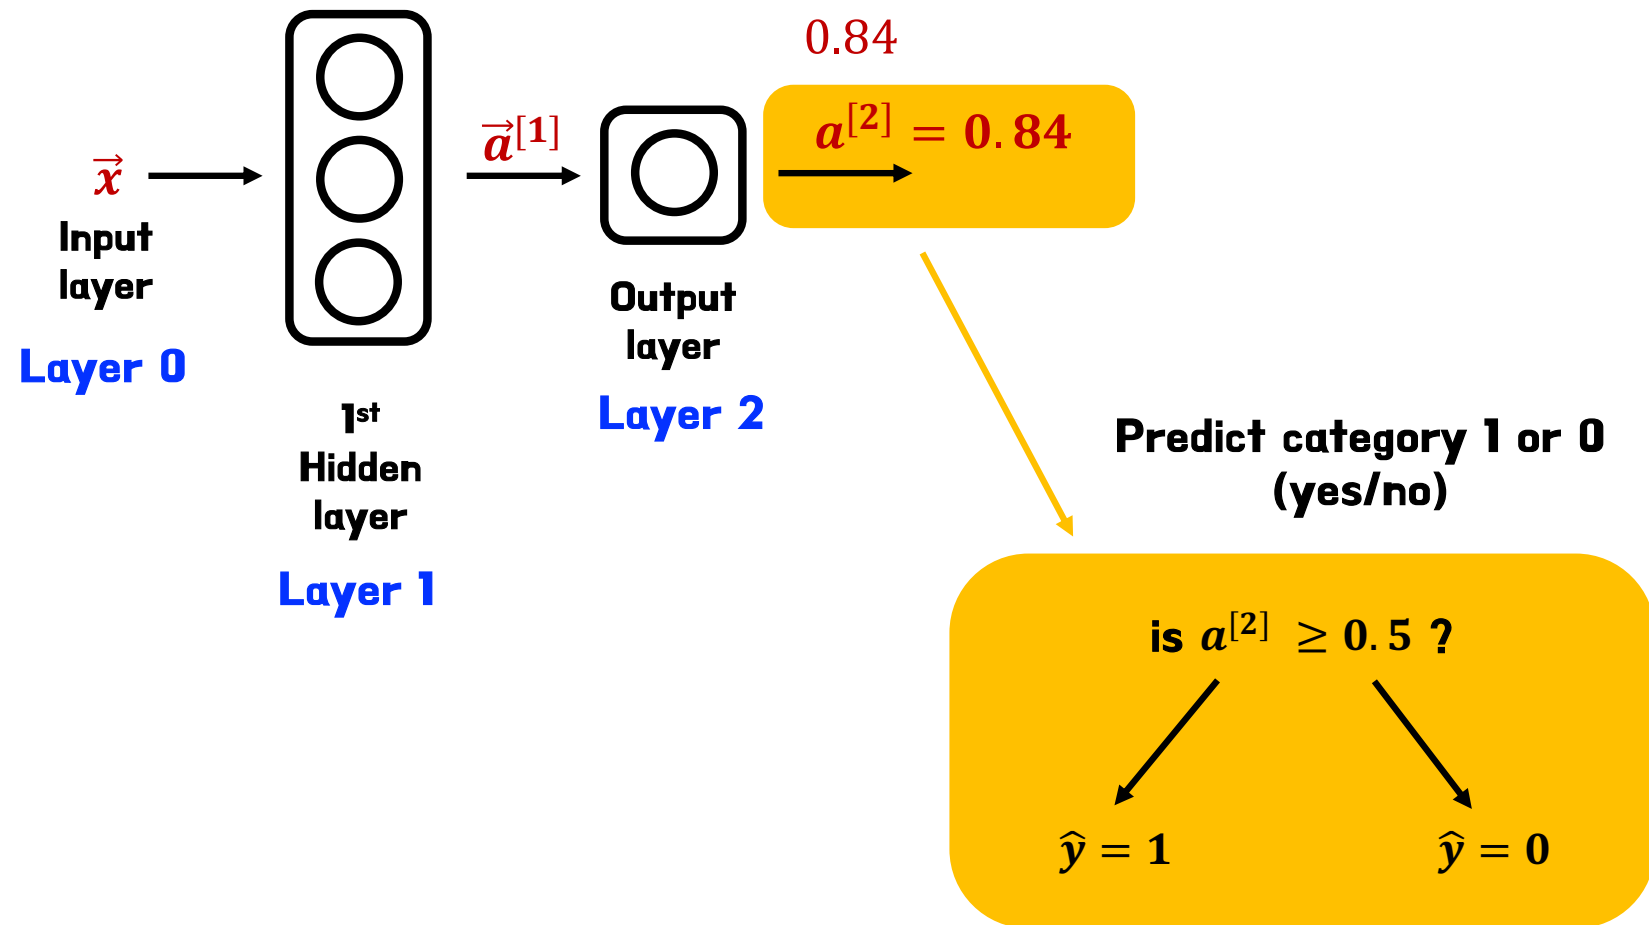 0.84
a^[2] = 0.84
a⃗^[1]
x⃗
Input
layer
Layer 0
Output
layer
Layer 2
1st
Hidden
layer
Layer 1
Predict category 1 or 0
(yes/no)
is a^[2] ≥ 0.5 ?
ŷ = 1
ŷ = 0